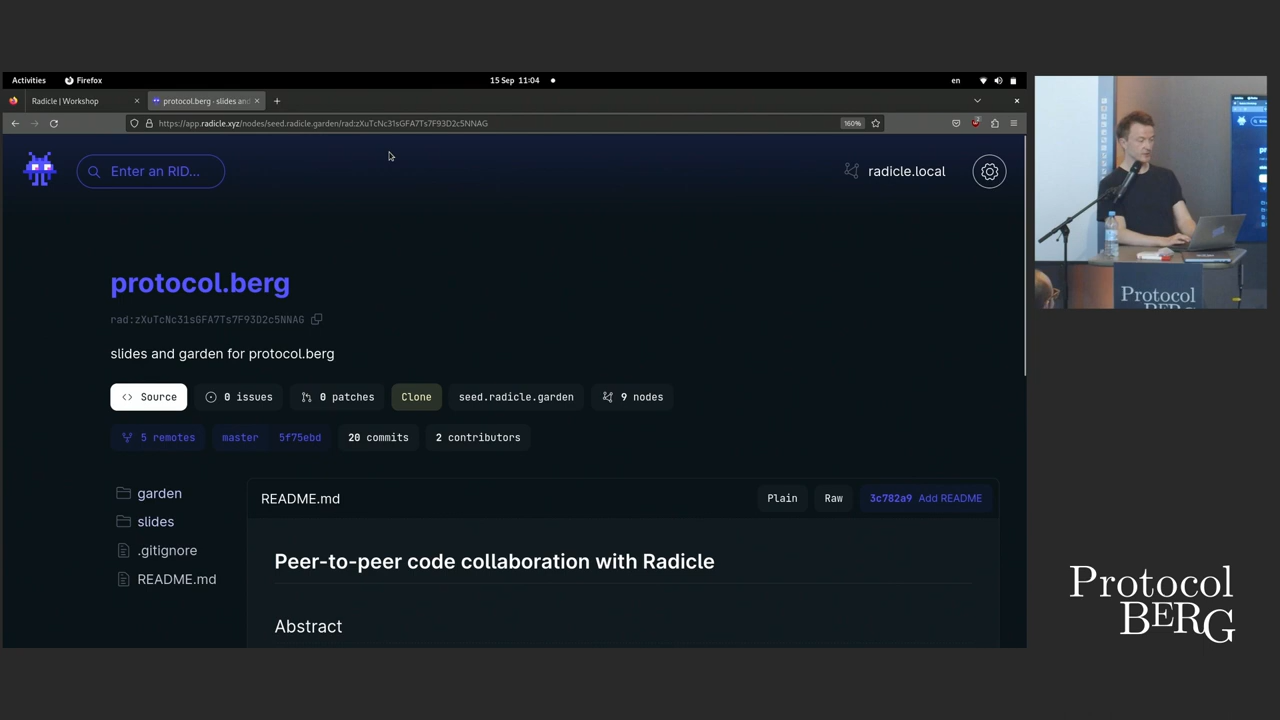 Activities Firefox 15 Sep 11:04 en
Radicle | Workshop protocol.berg · slides and
https://app.radicle.xyz/nodes/seed.radicle.garden/rad:zXuTcNc31sGFA7Ts7F93D2c5NNAG 160%
Enter an RID... radicle.local
protocol.berg
rad:zXuTcNc31sGFA7Ts7F93D2c5NNAG
slides and garden for protocol.berg
Source 0 issues 0 patches Clone seed.radicle.garden 9 nodes
5 remotes master 5f75ebd 20 commits 2 contributors
garden
slides
.gitignore
README.md
README.md Plain Raw 3c782a9 Add README
Peer-to-peer code collaboration with Radicle
Abstract
Protocol
BERG
Protocol
BERG